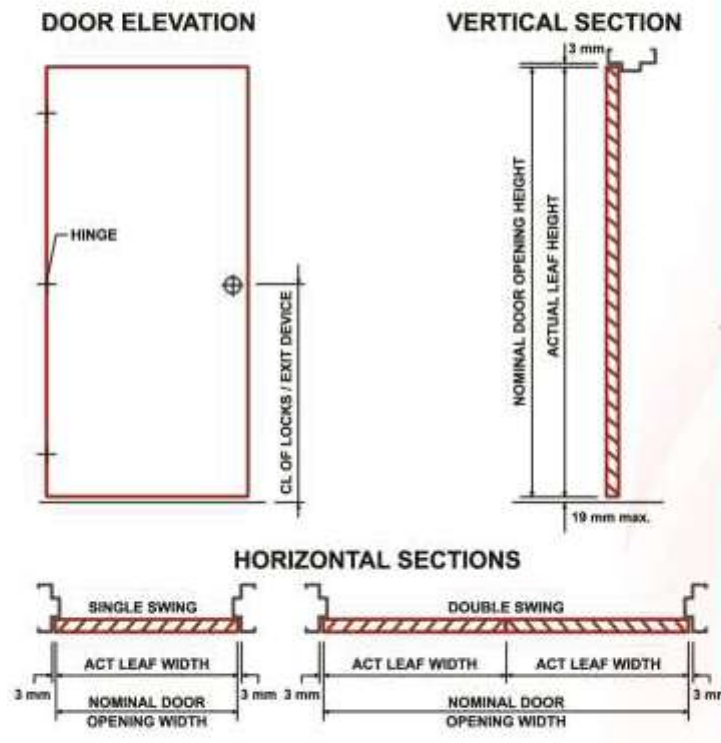 DOOR ELEVATION
VERTICAL SECTION
3 mm
HINGE
CL OF LOCKS / EXIT DEVICE
NOMINAL DOOR OPENING HEIGHT
ACTUAL LEAF HEIGHT
19 mm max.
HORIZONTAL SECTIONS
SINGLE SWING
DOUBLE SWING
ACT LEAF WIDTH
ACT LEAF WIDTH
ACT LEAF WIDTH
3 mm
3 mm
3 mm
3 mm
NOMINAL DOOR
OPENING WIDTH
NOMINAL DOOR
OPENING WIDTH